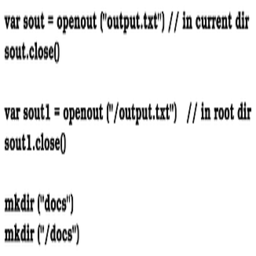 var sout = openout ("output.txt") // in current dir
sout.close()
var sout1 = openout ("/output.txt") // in root dir
sout1.close()
mkdir ("docs")
mkdir ("/docs")